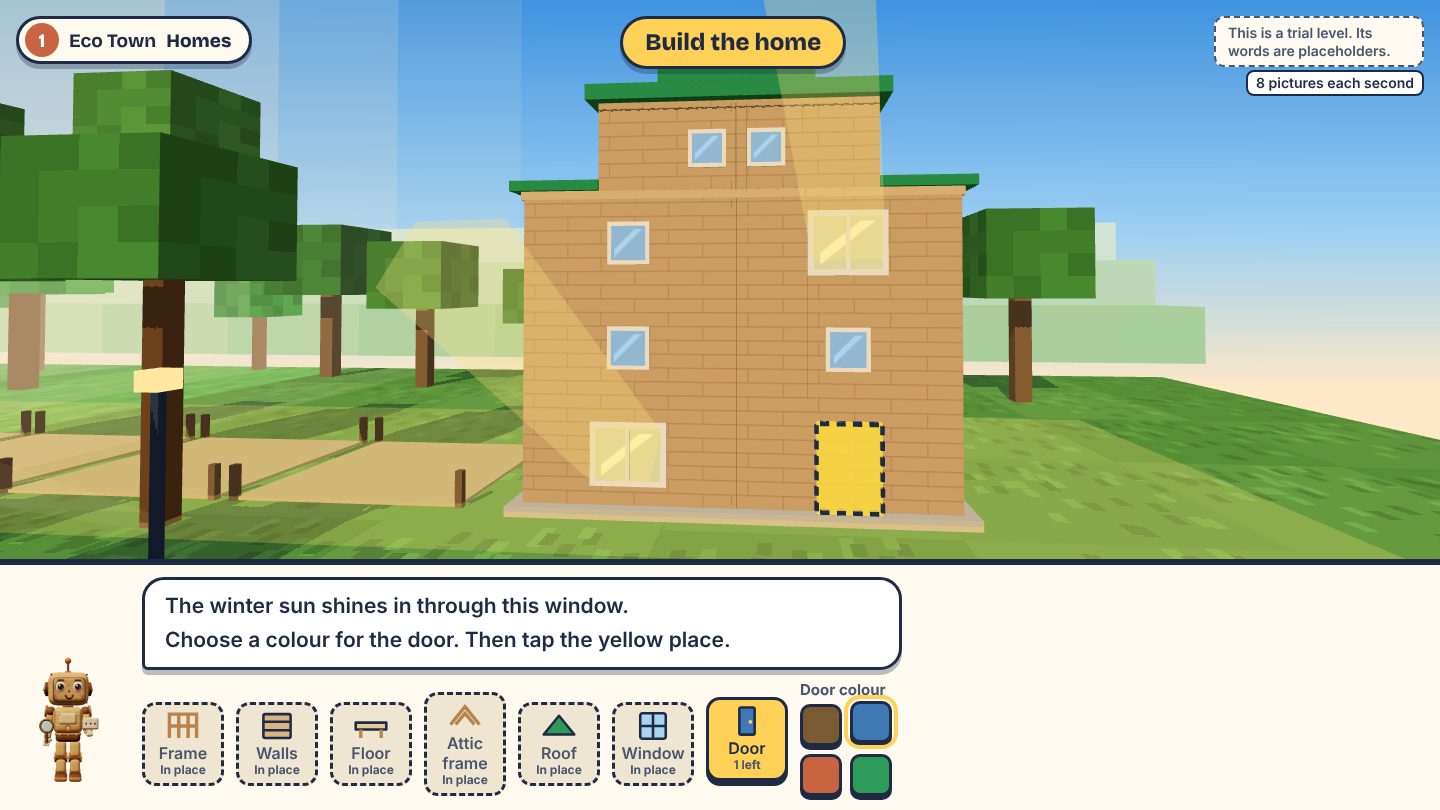 1 Eco Town Homes
Build the home
This is a trial level. Its
words are placeholders.
8 pictures each second
The winter sun shines in through this window.
Choose a colour for the door. Then tap the yellow place.
Frame
In place
Walls
In place
Floor
In place
Attic
frame
In place
Roof
In place
Window
In place
Door
1 left
Door colour